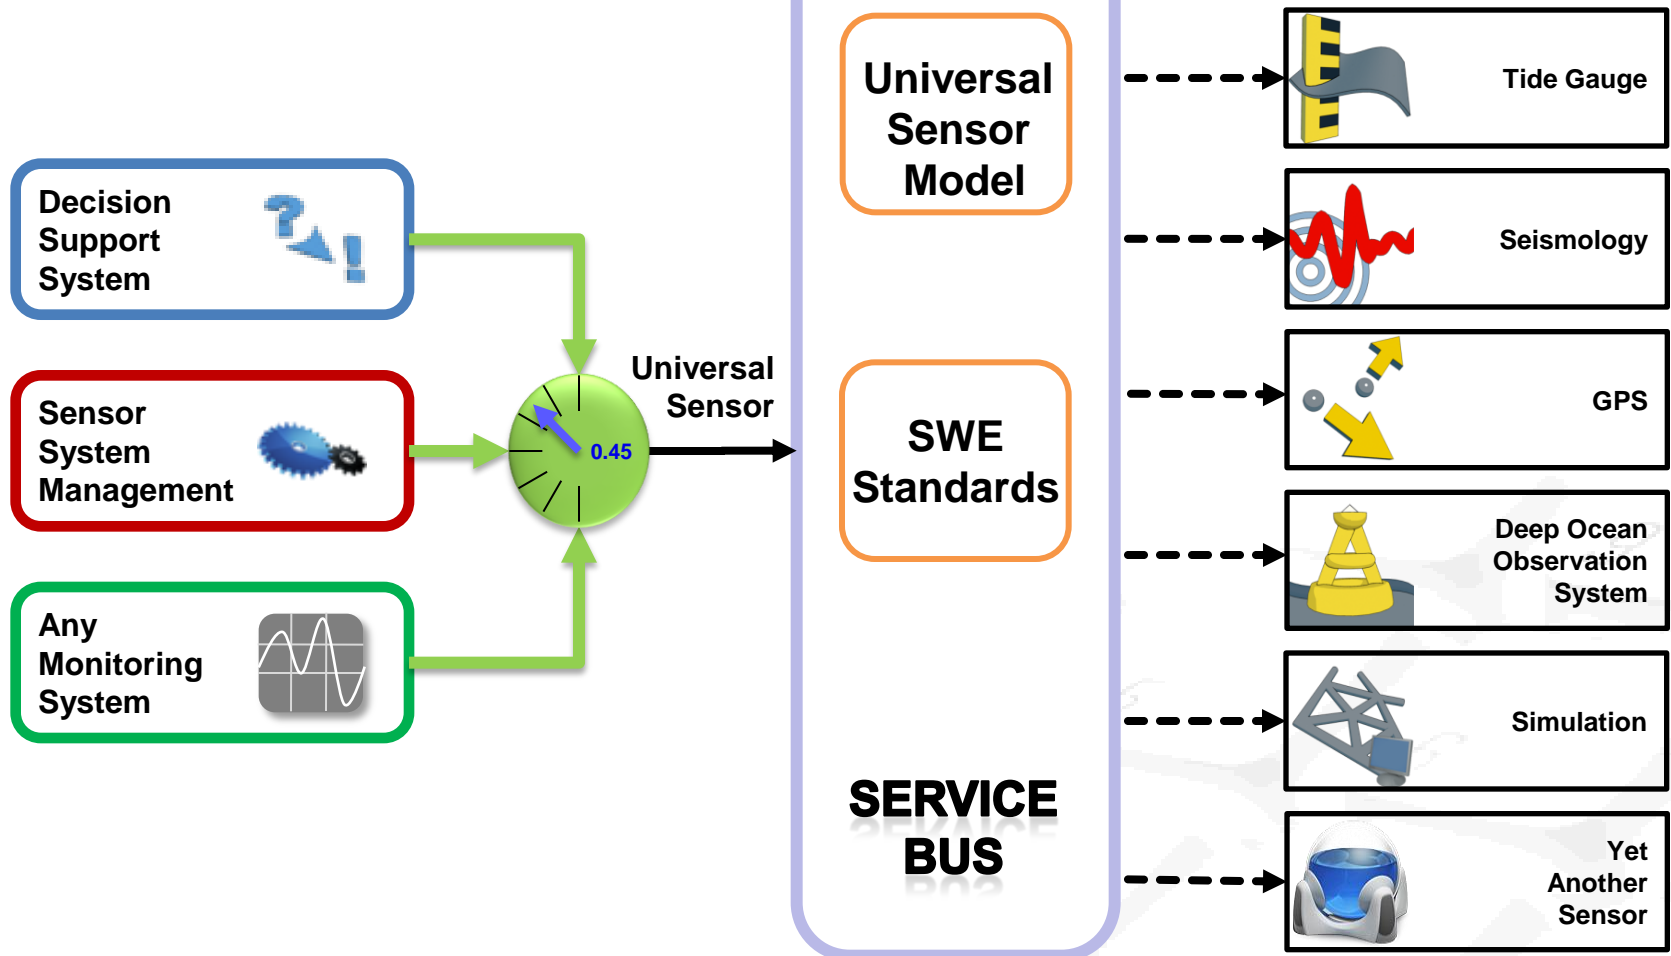 Decision
Support
System
Sensor
System
Management
Any
Monitoring
System
0.45
Universal
Sensor
Universal
Sensor
Model
SWE
Standards
SERVICE
BUS
Tide Gauge
Seismology
GPS
Deep Ocean
Observation
System
Simulation
Yet
Another
Sensor